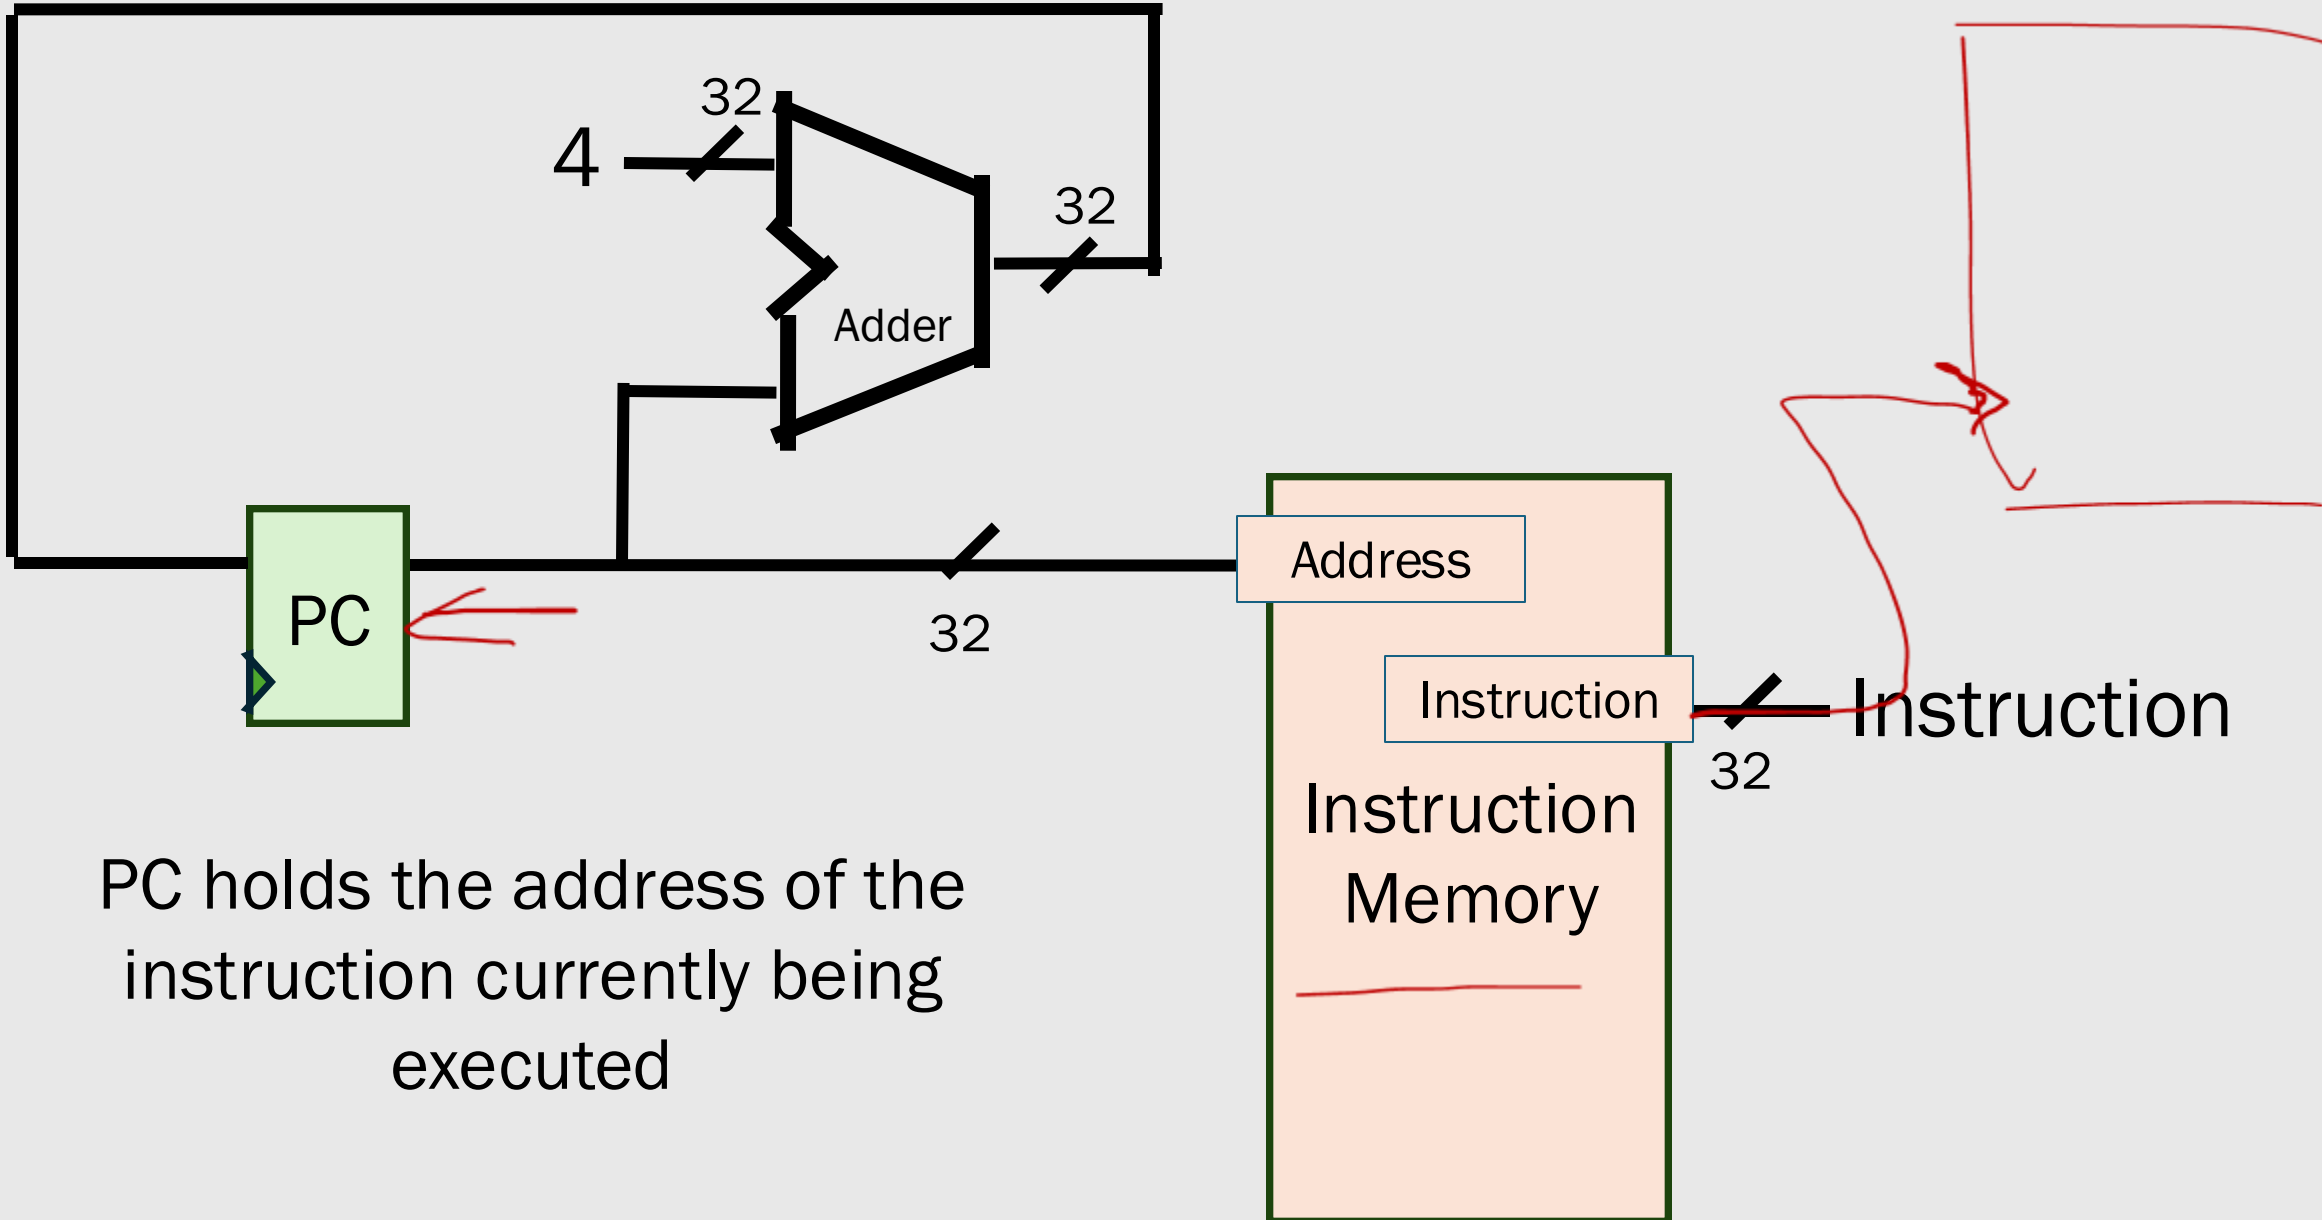 32
4
32
Adder
PC
32
Address
Instruction
Instruction
32
Instruction
Memory
PC holds the address of the
instruction currently being
executed